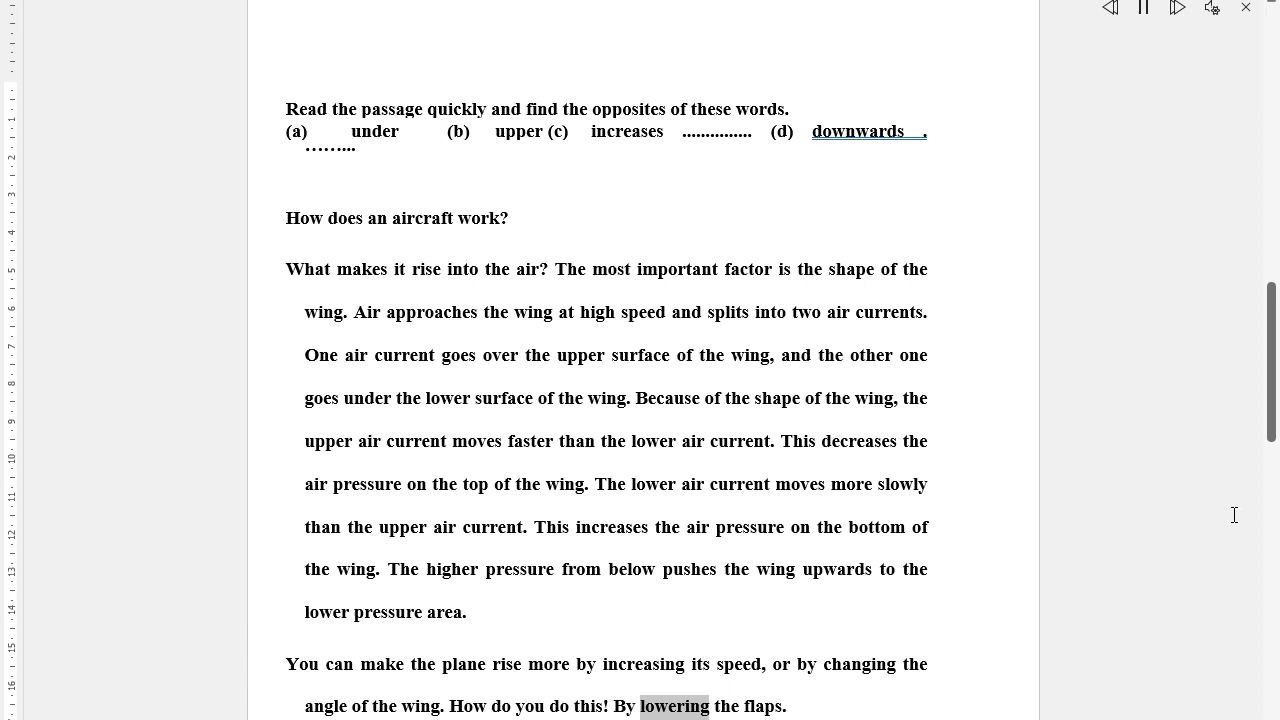 Read the passage quickly and find the opposites of these words.
(a) under (b) upper (c) increases ............... (d) downwards .
……...
How does an aircraft work?
What makes it rise into the air? The most important factor is the shape of the
wing. Air approaches the wing at high speed and splits into two air currents.
One air current goes over the upper surface of the wing, and the other one
goes under the lower surface of the wing. Because of the shape of the wing, the
upper air current moves faster than the lower air current. This decreases the
air pressure on the top of the wing. The lower air current moves more slowly
than the upper air current. This increases the air pressure on the bottom of
the wing. The higher pressure from below pushes the wing upwards to the
lower pressure area.
You can make the plane rise more by increasing its speed, or by changing the
angle of the wing. How do you do this! By lowering the flaps.